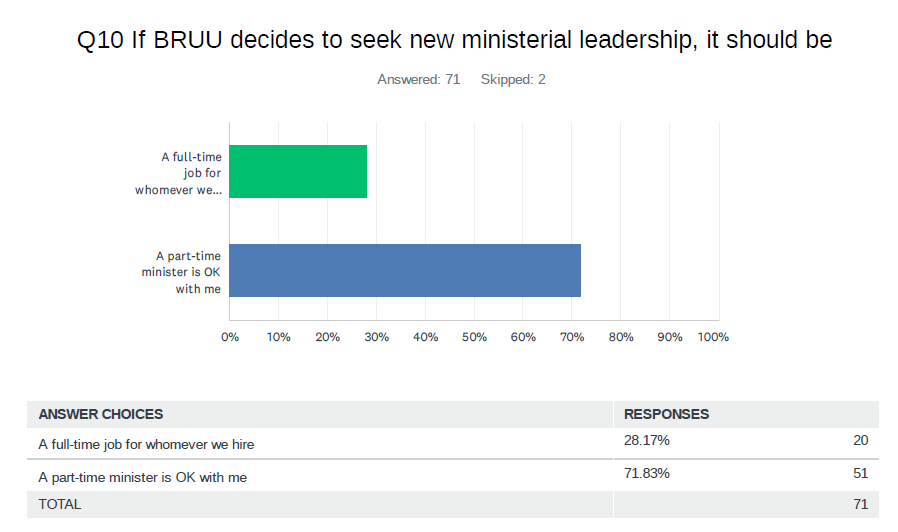 Q10 If BRUU decides to seek new ministerial leadership, it should be
Answered: 71 Skipped: 2
A full-time
job for
whomever we...
A part-time
minister is OK
with me
0% 10% 20% 30% 40% 50% 60% 70% 80% 90% 100%
ANSWER CHOICES RESPONSES
A full-time job for whomever we hire 28.17% 20
A part-time minister is OK with me 71.83% 51
TOTAL 71